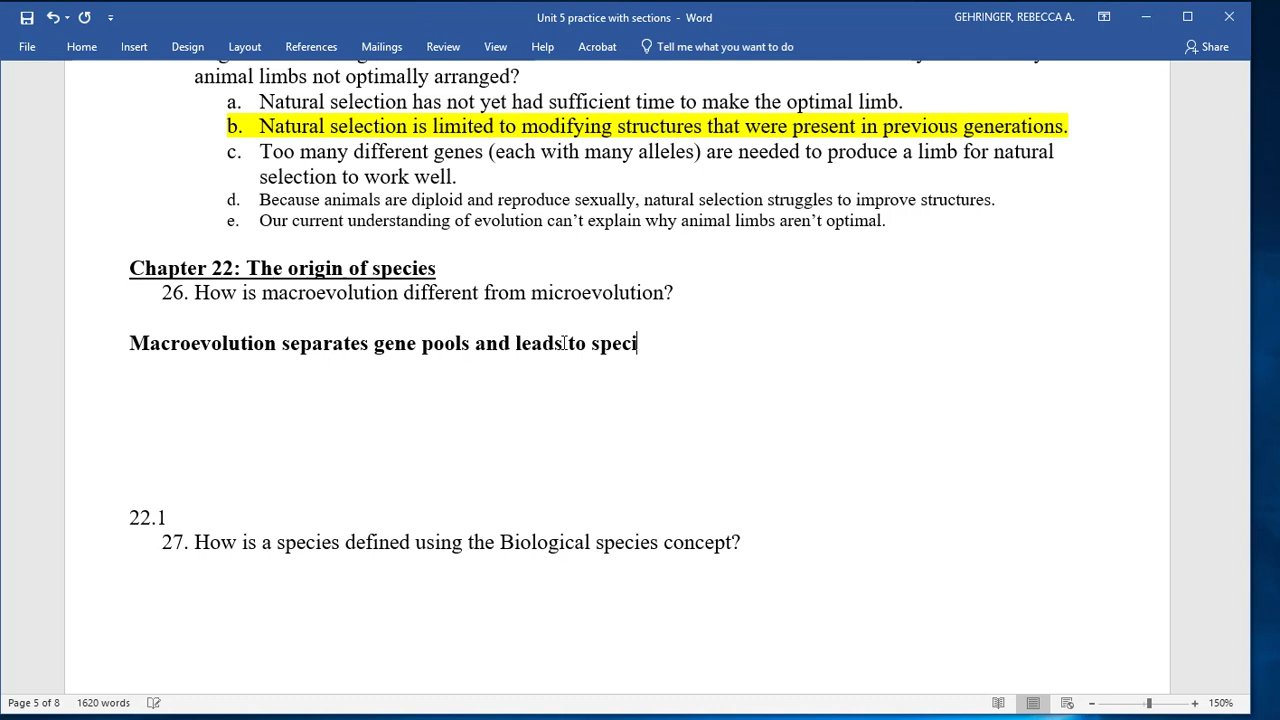 Unit 5 practice with sections - Word
GEHRINGER, REBECCA A.
File Home Insert Design Layout References Mailings Review View Help Acrobat Tell me what you want to do Share
animal limbs not optimally arranged?
a. Natural selection has not yet had sufficient time to make the optimal limb.
b. Natural selection is limited to modifying structures that were present in previous generations.
c. Too many different genes (each with many alleles) are needed to produce a limb for natural
selection to work well.
d. Because animals are diploid and reproduce sexually, natural selection struggles to improve structures.
e. Our current understanding of evolution can’t explain why animal limbs aren’t optimal.
Chapter 22: The origin of species
26. How is macroevolution different from microevolution?
Macroevolution separates gene pools and leads to speci
22.1
27. How is a species defined using the Biological species concept?
Page 5 of 8 1620 words 150%